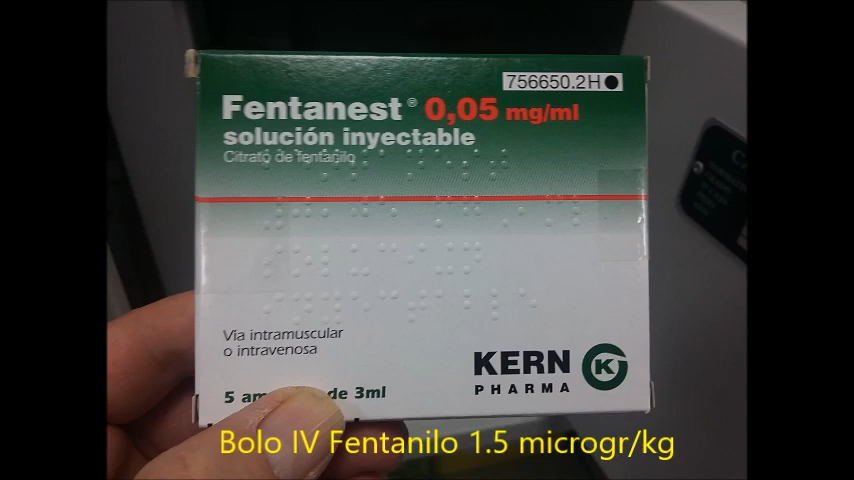 756650.2H
Fentanest® 0,05 mg/ml
solución inyectable
Citrato de fentanilo
Vía intramuscular
o intravenosa
KERN
PHARMA
K
5 de 3ml
Bolo IV Fentanilo 1.5 microgr/kg